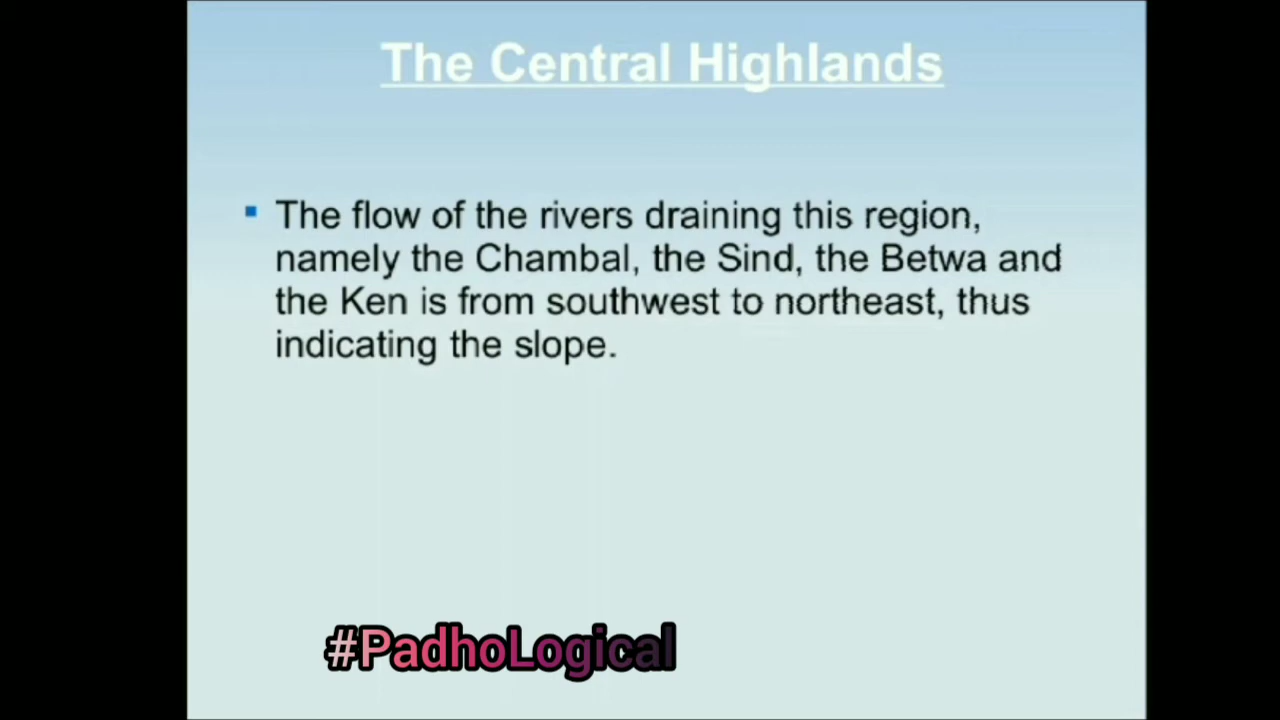 The Central Highlands
▪ The flow of the rivers draining this region,
namely the Chambal, the Sind, the Betwa and
the Ken is from southwest to northeast, thus
indicating the slope.
#PadhoLogical